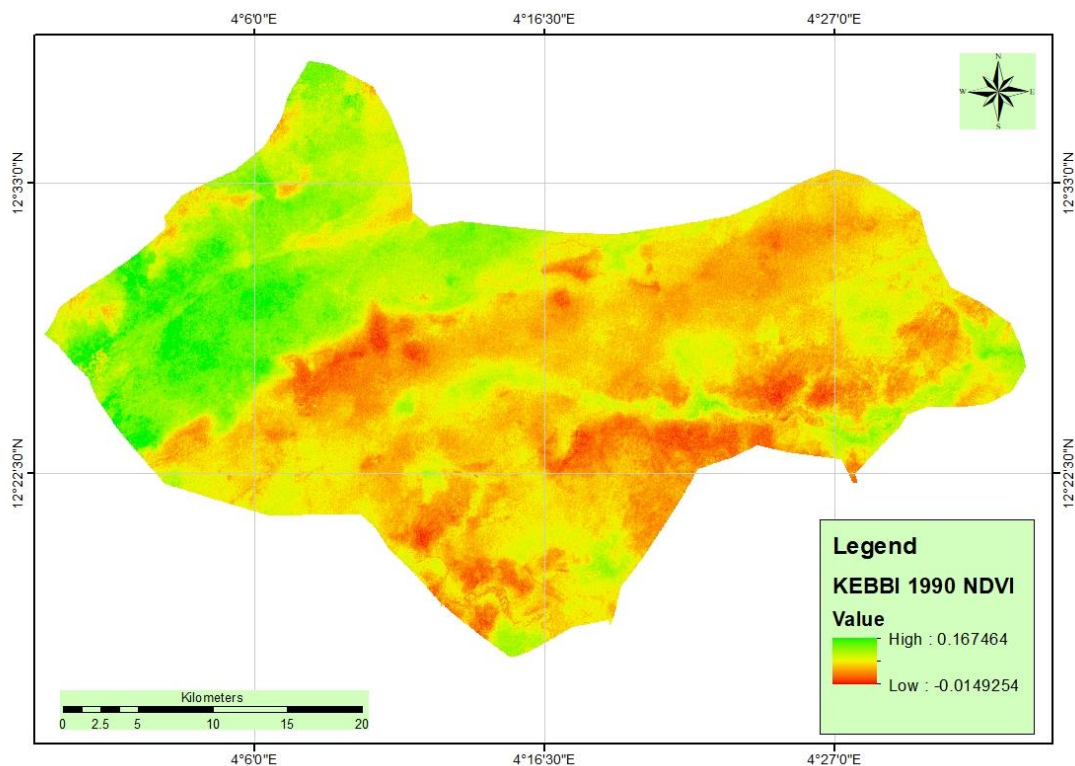 4°6'0"E 4°16'30"E 4°27'0"E
N
W E
S
12°33'0"N 12°33'0"N
12°22'30"N 12°22'30"N
Legend
KEBBI 1990 NDVI
Value
High : 0.167464
Low : -0.0149254
Kilometers
0 2.5 5 10 15 20
4°6'0"E 4°16'30"E 4°27'0"E